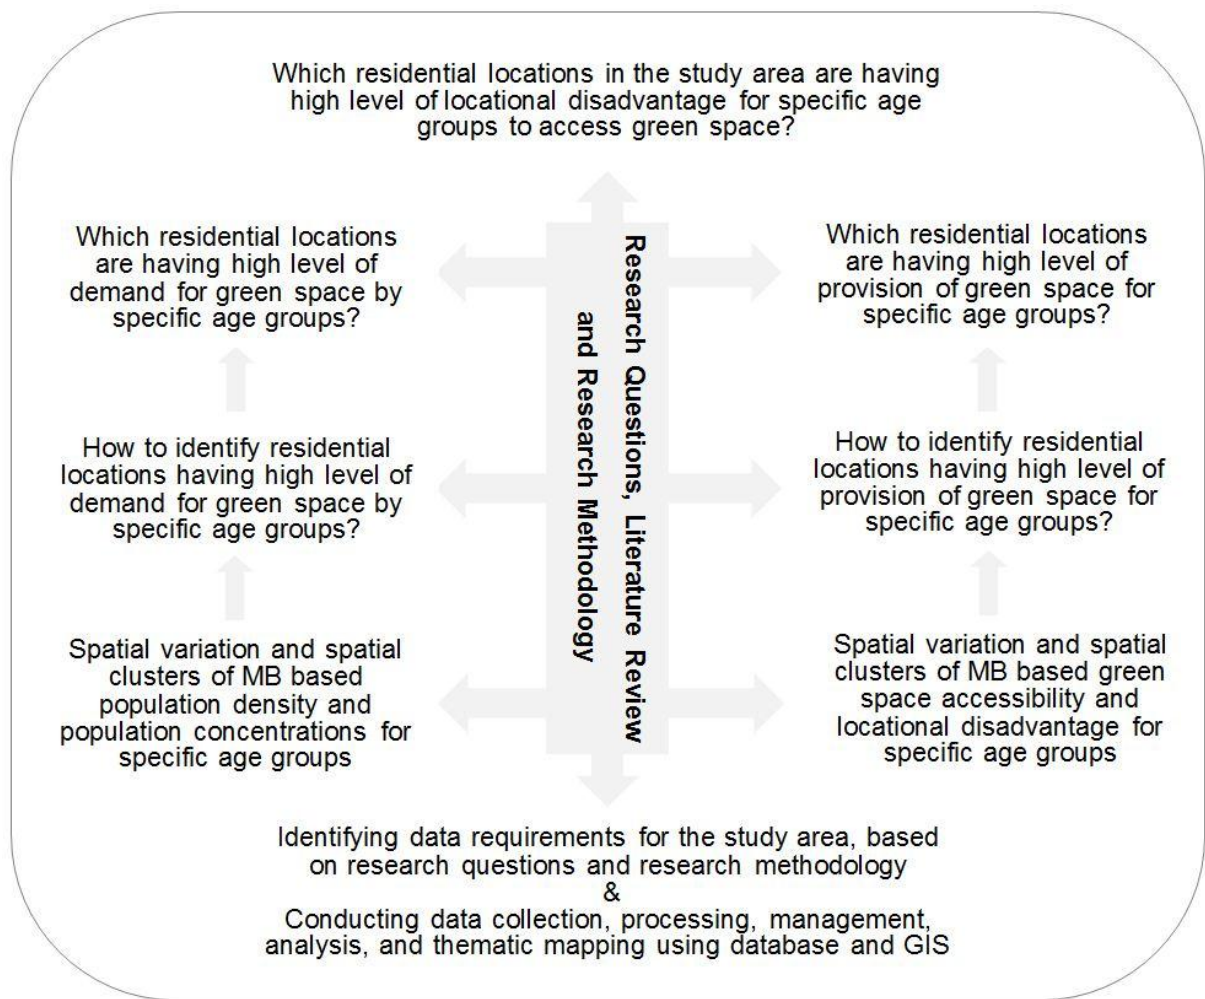 Which residential locations in the study area are having
high level of locational disadvantage for specific age
groups to access green space?
Which residential locations
are having high level of
demand for green space by
specific age groups?
How to identify residential
locations having high level of
demand for green space by
specific age groups?
Spatial variation and spatial
clusters of MB based
population density and
population concentrations for
specific age groups
Research Questions, Literature Review
and Research Methodology
Which residential locations
are having high level of
provision of green space for
specific age groups?
How to identify residential
locations having high level of
provision of green space for
specific age groups?
Spatial variation and spatial
clusters of MB based green
space accessibility and
locational disadvantage for
specific age groups
Identifying data requirements for the study area, based
on research questions and research methodology
&
Conducting data collection, processing, management,
analysis, and thematic mapping using database and GIS